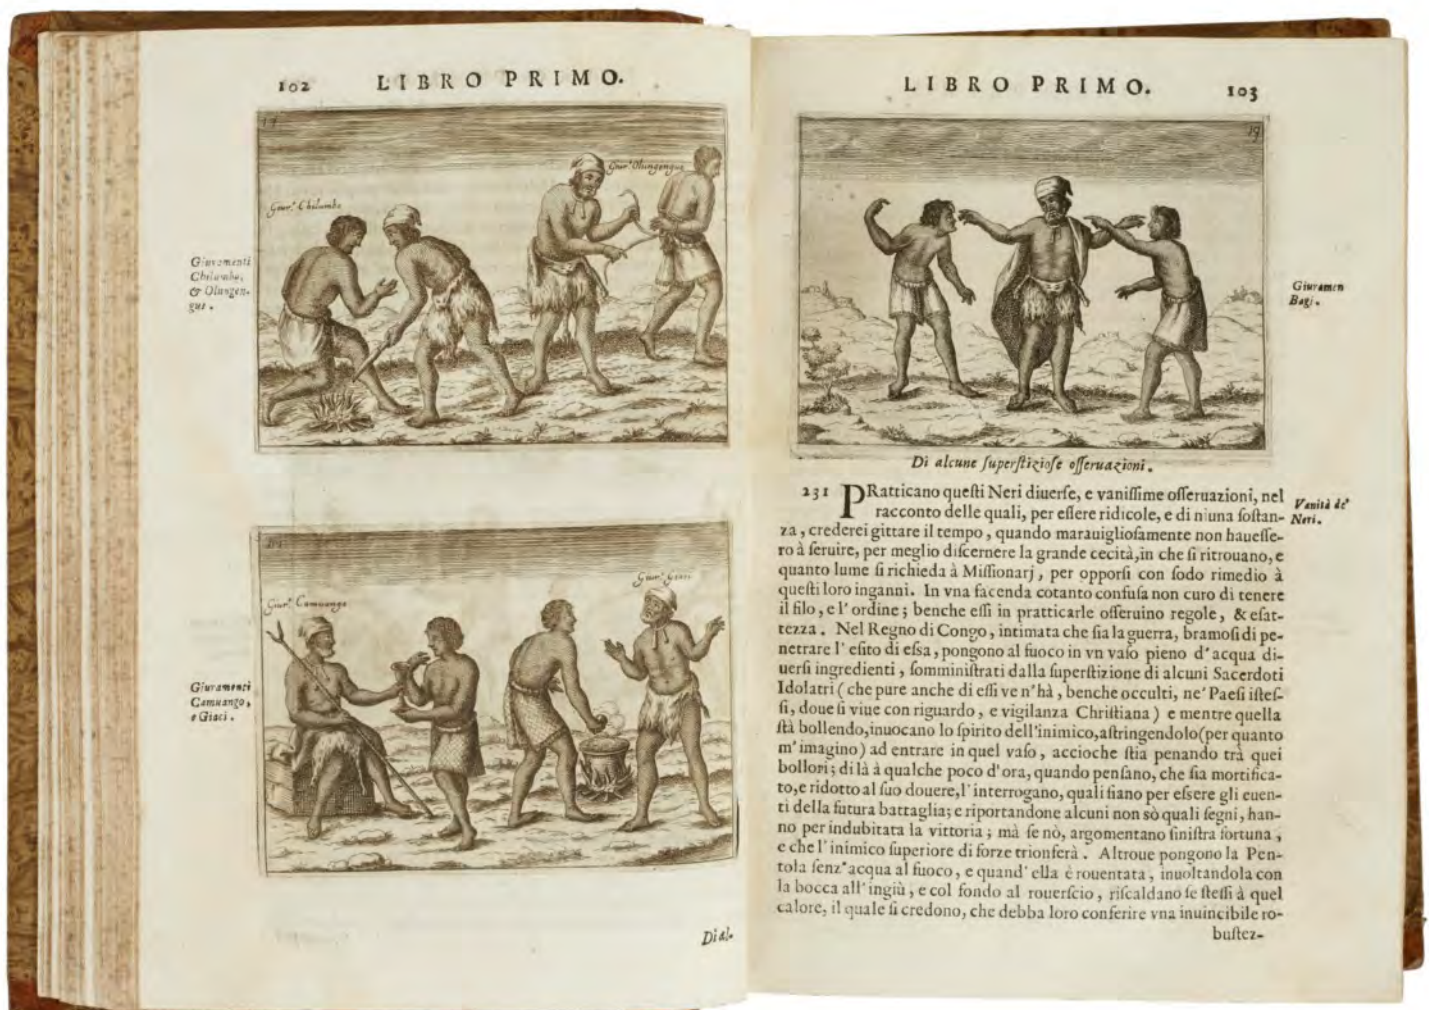 102 LIBRO PRIMO.
17
Giur.º Chilumbo
Giur.º Olungenguo
Giuramenti
Chilumbo,
& Olungen-
gue.
Giur.º Camuango
Giur.º Giaci
Giuramenti
Camuango,
e Giaci.
Di al-
LIBRO PRIMO. 103
19
Giuramen
Bagi.
Di alcune ſuperſtizioſe oſſeruazioni.
Vanità de'
Neri.
231 PRatticano queſti Neri diuerſe, e vaniſſime oſſeruazioni, nel
racconto delle quali, per eſſere ridicole, e di niuna ſoſtan-
za, crederei gittare il tempo, quando marauiglioſamente non haueſſe-
ro à ſeruire, per meglio diſcernere la grande cecità, in che ſi ritrouano, e
quanto lume ſi richieda à Miſſionarj, per opporſi con ſodo rimedio à
queſti loro inganni. In vna facenda cotanto confuſa non curo di tenere
il filo, e l'ordine; benche eſſi in pratticarle oſſeruino regole, & eſat-
tezza. Nel Regno di Congo, intimata che ſia la guerra, bramoſi di pe-
netrare l'eſito di eſſa, pongono al fuoco in vn vaſo pieno d'acqua di-
uerſi ingredienti, ſomminiſtrati dalla ſuperſtizione di alcuni Sacerdoti
Idolatri (che pure anche di eſſi ve n'hà, benche occulti, ne' Paeſi iſteſ-
ſi, doue ſi viue con riguardo, e vigilanza Chriſtiana) e mentre quella
ſtà bollendo, inuocano lo ſpirito dell'inimico, aſtringendolo (per quanto
m'imagino) ad entrare in quel vaſo, accioche ſtia penando trà quei
bollori; di là à qualche poco d'ora, quando penſano, che ſia mortifica-
to, e ridotto al ſuo douere, l'interrogano, quali ſiano per eſſere gli euen-
ti della futura battaglia; e riportandone alcuni non sò quali ſegni, han-
no per indubitata la vittoria; mà ſe nò, argomentano ſiniſtra fortuna,
e che l'inimico ſuperiore di forze trionferà. Altroue pongono la Pen-
tola ſenz'acqua al fuoco, e quand'ella è rouentata, inuoltandola con
la bocca all'ingiù, e col fondo al rouerſcio, riſcaldano ſe ſteſſi à quel
calore, il quale ſi credono, che debba loro conferire vna inuincibile ro-
buſtez-